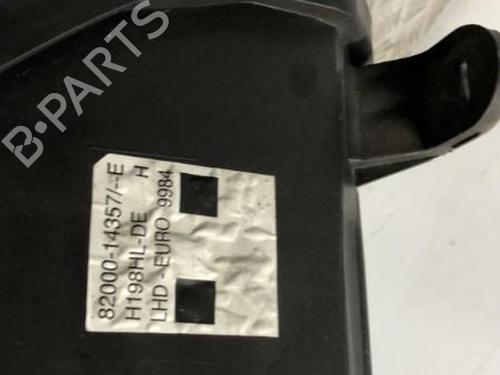 B-PARTS
82000-14357/--E
H198HL-DE H
LHD - EURO 9984